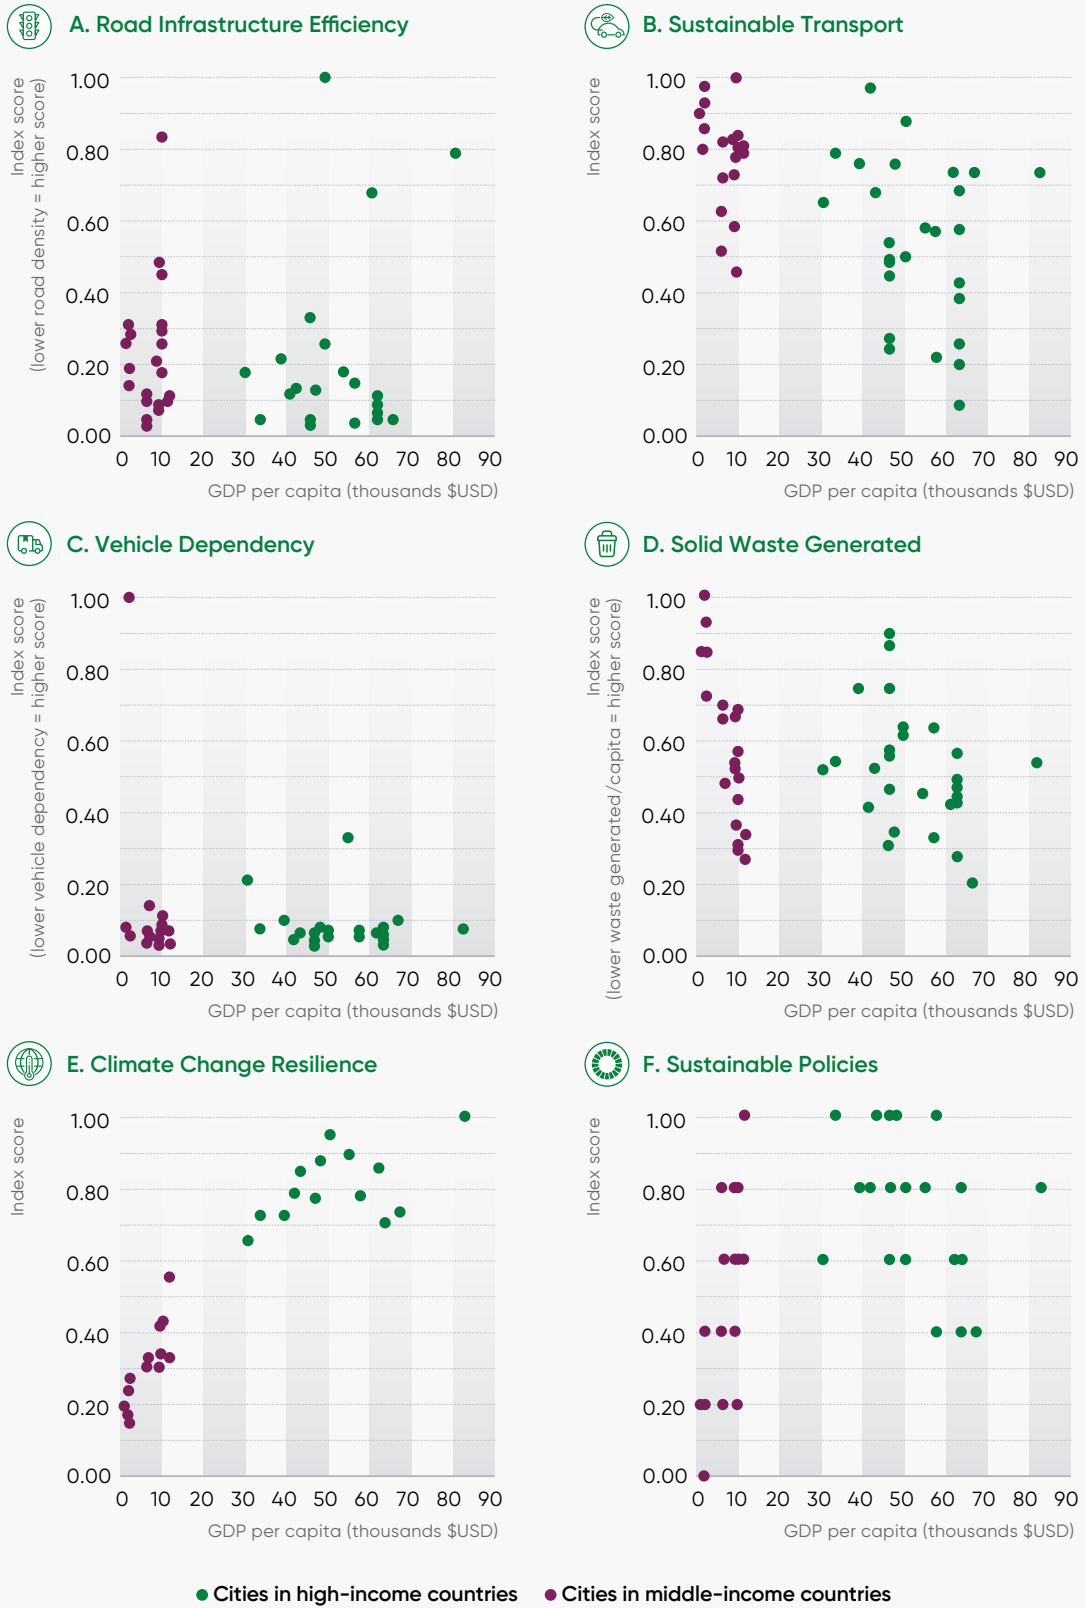 A. Road Infrastructure Efficiency
Index score
(lower road density = higher score)
1.00
0.80
0.60
0.40
0.20
0.00
0 10 20 30 40 50 60 70 80 90
GDP per capita (thousands $USD)
B. Sustainable Transport
Index score
1.00
0.80
0.60
0.40
0.20
0.00
0 10 20 30 40 50 60 70 80 90
GDP per capita (thousands $USD)
C. Vehicle Dependency
Index score
(lower vehicle dependency = higher score)
1.00
0.80
0.60
0.40
0.20
0.00
0 10 20 30 40 50 60 70 80 90
GDP per capita (thousands $USD)
D. Solid Waste Generated
Index score
(lower waste generated/capita = higher score)
1.00
0.80
0.60
0.40
0.20
0.00
0 10 20 30 40 50 60 70 80 90
GDP per capita (thousands $USD)
E. Climate Change Resilience
Index score
1.00
0.80
0.60
0.40
0.20
0.00
0 10 20 30 40 50 60 70 80 90
GDP per capita (thousands $USD)
F. Sustainable Policies
Index score
1.00
0.80
0.60
0.40
0.20
0.00
0 10 20 30 40 50 60 70 80 90
GDP per capita (thousands $USD)
Cities in high-income countries
Cities in middle-income countries